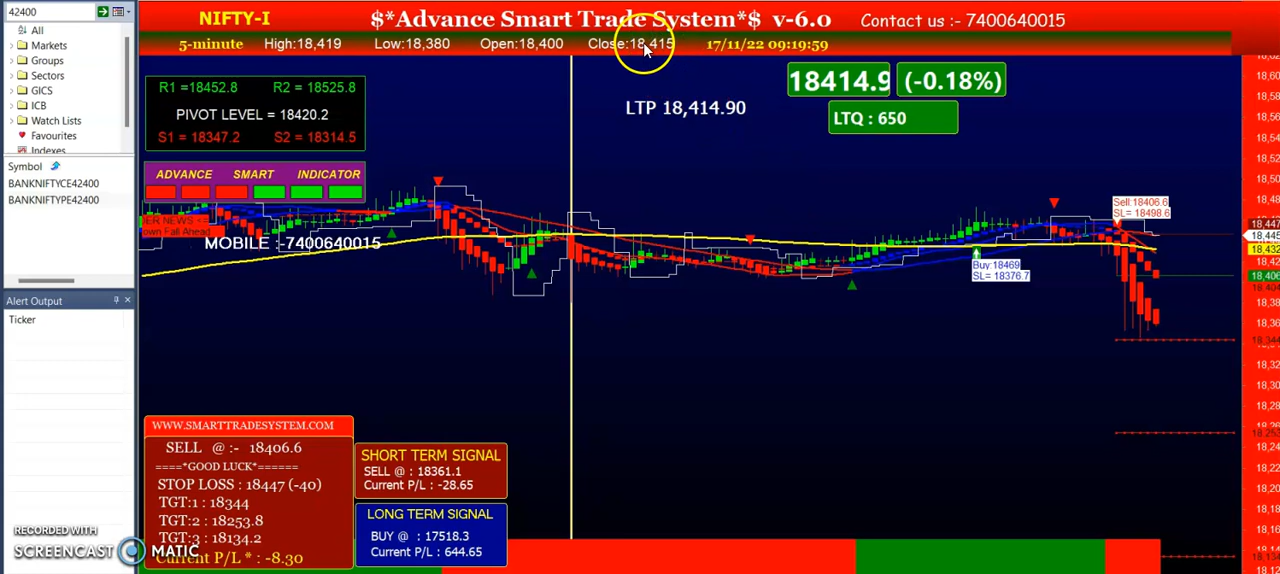 42400
NIFTY-I
$*Advance Smart Trade System*$ v-6.0
Contact us :- 7400640015
5-minute
High:18,419
Low:18,380
Open:18,400
Close:18,415
17/11/22 09:19:59
All
Markets
Groups
Sectors
GICS
ICB
Watch Lists
Favourites
Indexes
Symbol
BANKNIFTYCE42400
BANKNIFTYPE42400
Alert Output
Ticker
R1 =18452.8
R2 = 18525.8
PIVOT LEVEL = 18420.2
S1 = 18347.2
S2 = 18314.5
ADVANCE SMART INDICATOR
LTP 18,414.90
18414.9
(-0.18%)
LTQ : 650
own Fall Ahead
MOBILE :-7400640015
Buy:18469
SL= 18376.7
Sell:18406.6
SL= 18498.6
WWW.SMARTTRADESYSTEM.COM
SELL @ :- 18406.6
====*GOOD LUCK*======
STOP LOSS : 18447 (-40)
TGT:1 : 18344
TGT:2 : 18253.8
TGT:3 : 18134.2
Current P/L * : -8.30
SHORT TERM SIGNAL
SELL @ : 18361.1
Current P/L : -28.65
LONG TERM SIGNAL
BUY @ : 17518.3
Current P/L : 644.65
RECORDED WITH
SCREENCAST MATIC